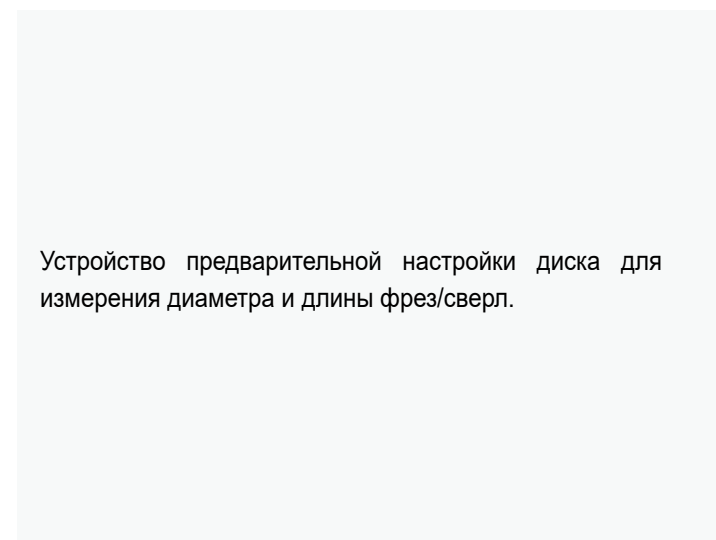 Устройство предварительной настройки диска для
измерения диаметра и длины фрез/сверл.